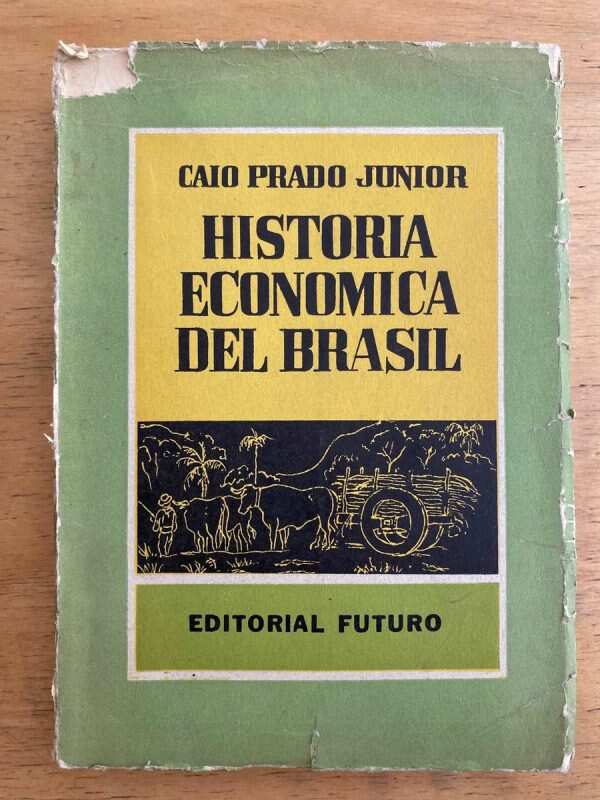 CAIO PRADO JUNIOR
HISTORIA
ECONOMICA
DEL BRASIL
EDITORIAL FUTURO